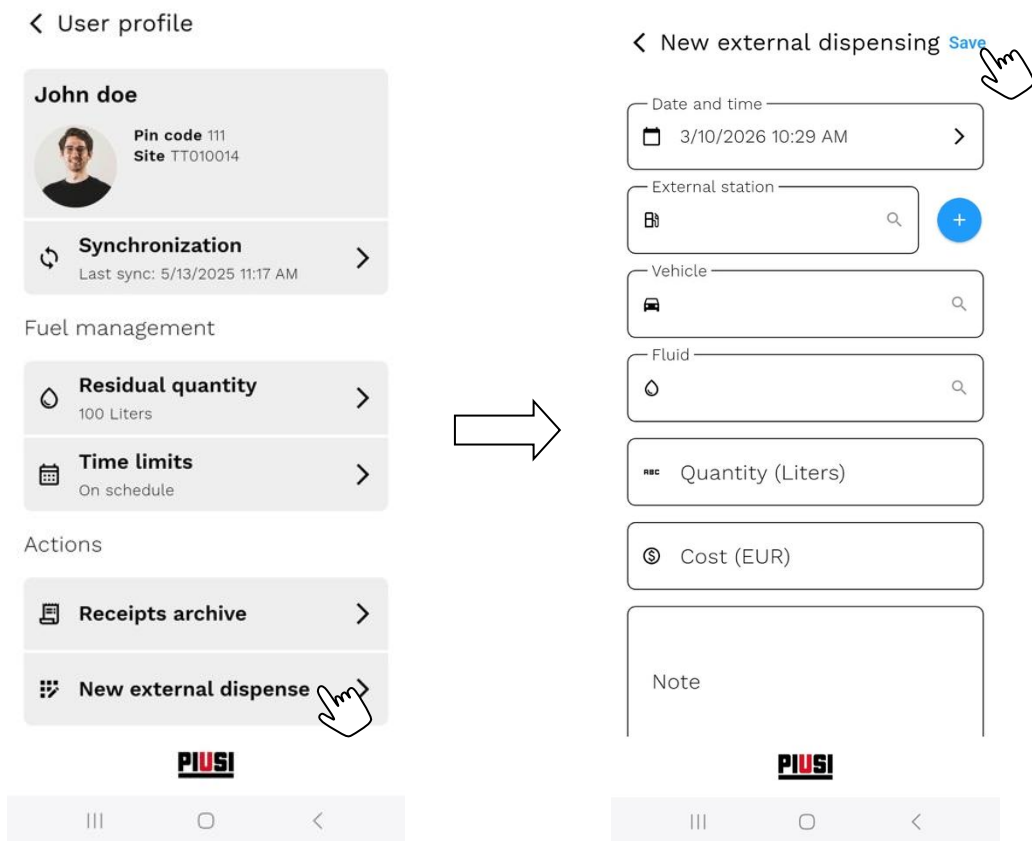 User profile
John doe
Pin code 111
Site TT010014
Synchronization
Last sync: 5/13/2025 11:17 AM
Fuel management
Residual quantity
100 Liters
Time limits
On schedule
Actions
Receipts archive
New external dispense
PIUSI
New external dispensing Save
Date and time
3/10/2026 10:29 AM
External station
Vehicle
Fluid
ABC Quantity (Liters)
Cost (EUR)
Note
PIUSI